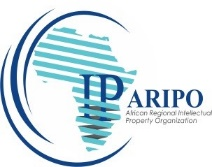 IP ARIPO
African Regional Intellectual
Property Organization